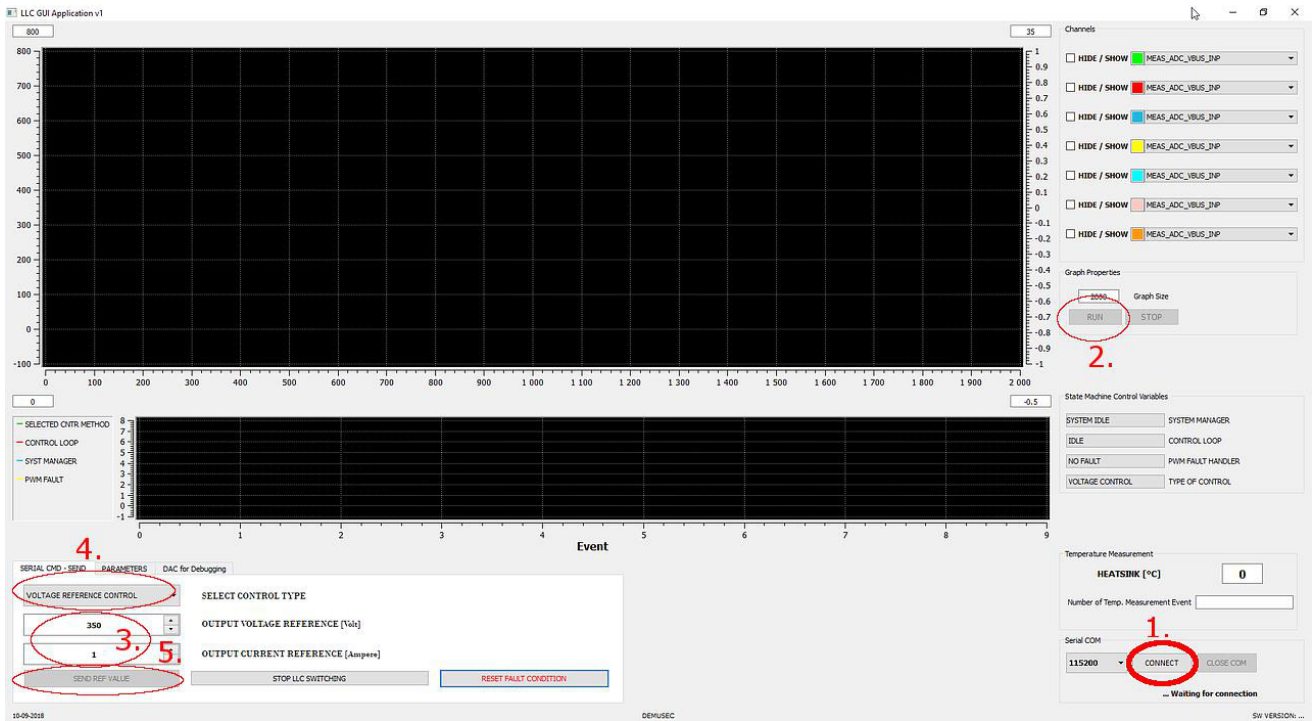 LLC GUI Application v1
800
35
Channels
800
700
600
500
400
300
200
100
0
-100
1
0.9
0.8
0.7
0.6
0.5
0.4
0.3
0.2
0.1
0
-0.1
-0.2
-0.3
-0.4
-0.5
-0.6
-0.7
-0.8
-0.9
-1
0 100 200 300 400 500 600 700 800 900 1 000 1 100 1 200 1 300 1 400 1 500 1 600 1 700 1 800 1 900 2 000
HIDE / SHOW MEAS_ADC_VBUS_INP
HIDE / SHOW MEAS_ADC_VBUS_INP
HIDE / SHOW MEAS_ADC_VBUS_INP
HIDE / SHOW MEAS_ADC_VBUS_INP
HIDE / SHOW MEAS_ADC_VBUS_INP
HIDE / SHOW MEAS_ADC_VBUS_INP
HIDE / SHOW MEAS_ADC_VBUS_INP
Graph Properties
2000 Graph Size
RUN STOP
2.
0
-0.5
SELECTED CNTR METHOD
CONTROL LOOP
SYST MANAGER
PWM FAULT
8
7
6
5
4
3
2
1
0
-1
0 1 2 3 4 5 6 7 8 9
Event
State Machine Control Variables
SYSTEM IDLE SYSTEM MANAGER
IDLE CONTROL LOOP
NO FAULT PWM FAULT HANDLER
VOLTAGE CONTROL TYPE OF CONTROL
4.
SERIAL CMD - SEND PARAMETERS DAC for Debugging
VOLTAGE REFERENCE CONTROL SELECT CONTROL TYPE
350 OUTPUT VOLTAGE REFERENCE [Volt]
3. 5.
1 OUTPUT CURRENT REFERENCE [Ampere]
SEND REF VALUE STOP LLC SWITCHING RESET FAULT CONDITION
Temperature Measurement
HEATSINK [°C] 0
Number of Temp. Measurement Event
1.
Serial COM
115200 CONNECT CLOSE COM
... Waiting for connection
10-09-2018 DEMUSEC SW VERSION: ...